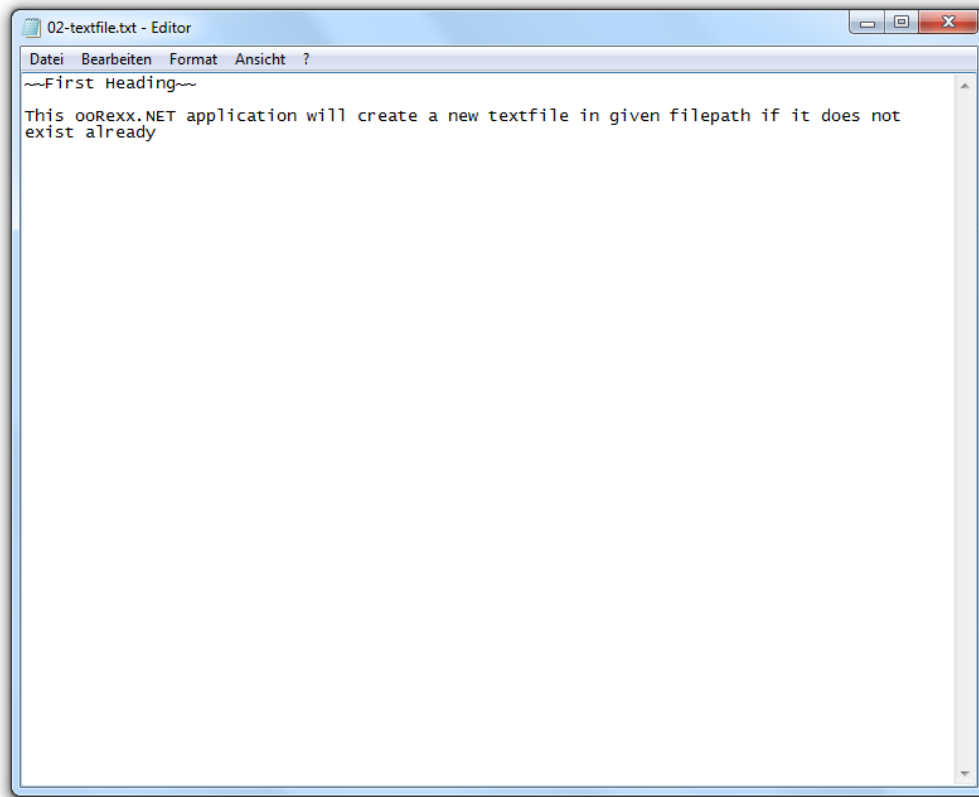 02-textfile.txt - Editor
Datei Bearbeiten Format Ansicht ?
~~First Heading~~
This ooRexx.NET application will create a new textfile in given filepath if it does not
exist already